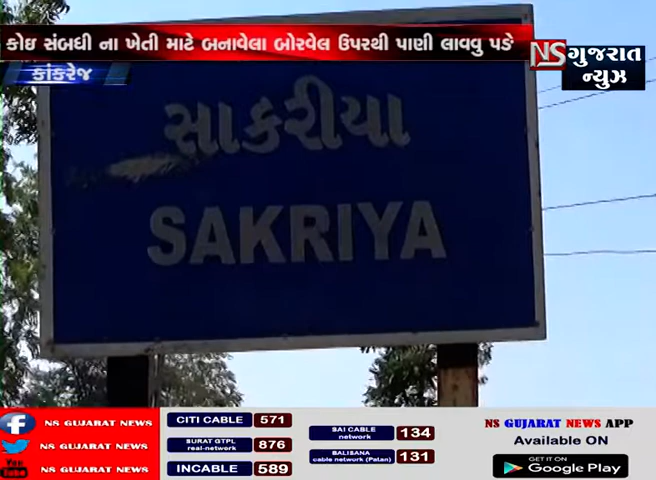 કોઇ સંબધી ના ખેતી માટે બનાવેલા બોરવેલ ઉપરથી પાણી લાવવુ પડે
કાંકરેજ
NS ગુજરાત
ન્યુઝ
સાકરીયા
SAKRIYA
NS GUJARAT NEWS
NS GUJARAT NEWS
NS GUJARAT NEWS
CITI CABLE 571
SURAT GTPL
real-network 876
INCABLE 589
SAI CABLE
network 134
BALISANA
cable network (Patan) 131
NS GUJARAT NEWS APP
Available ON
GET IT ON
Google Play